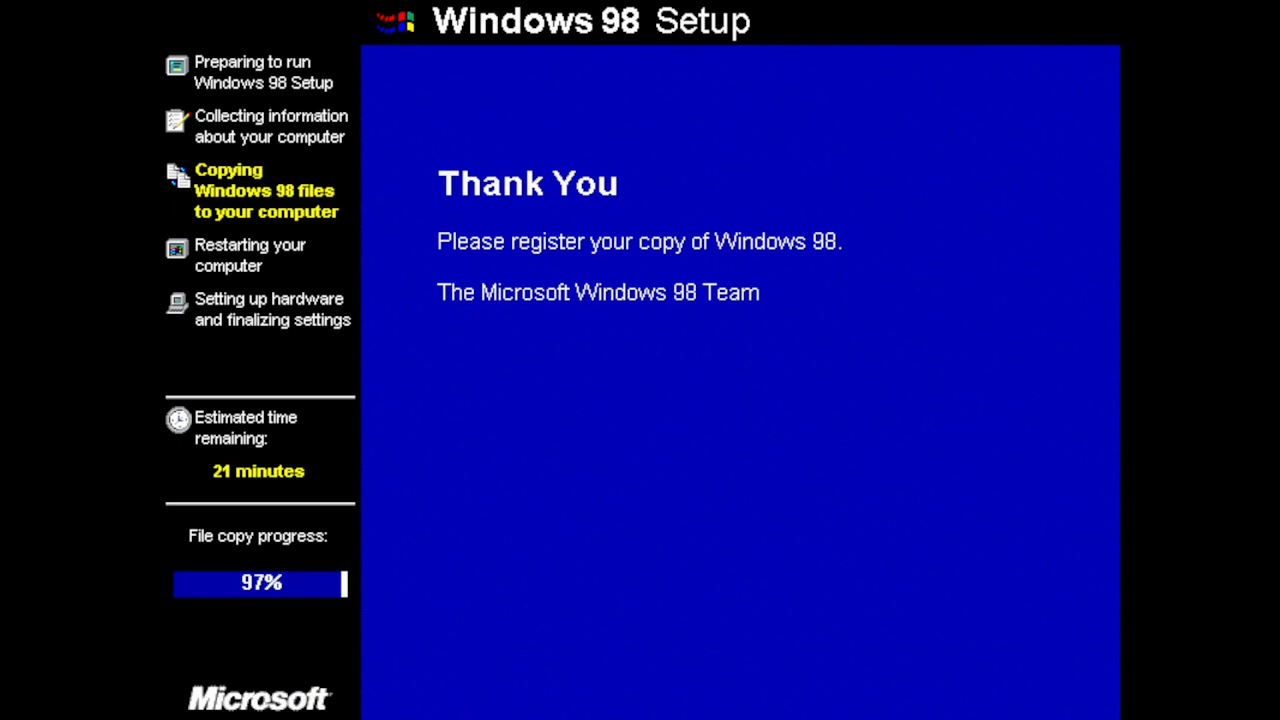 Windows 98 Setup
Preparing to run
Windows 98 Setup
Collecting information
about your computer
Copying
Windows 98 files
to your computer
Restarting your
computer
Setting up hardware
and finalizing settings
Estimated time
remaining:
21 minutes
File copy progress:
97%
Microsoft
Thank You
Please register your copy of Windows 98.
The Microsoft Windows 98 Team